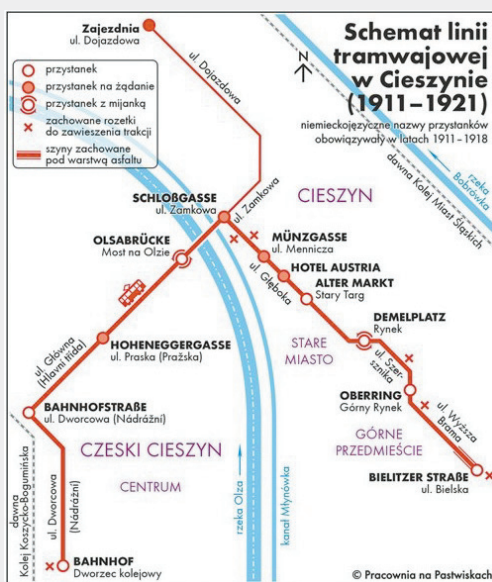 Zajezdnia
ul. Dojazdowa
Schemat linii
tramwajowej
w Cieszynie
(1911–1921)
niemieckojęzyczne nazwy przystanków
obowiązywały w latach 1911–1918
N
przystanek
przystanek na żądanie
przystanek z mijanką
zachowane rozetki
do zawieszenia trakcji
szyny zachowane
pod warstwą asfaltu
ul. Dojazdowa
rzeka
Bobrówka
dawna Kolej Miast Śląskich
CIESZYN
SCHLOßGASSE
ul. Zamkowa
ul. Zamkowa
OLSABRÜCKE
Most na Olzie
MÜNZGASSE
ul. Mennicza
HOTEL AUSTRIA
ul. Głęboka
ALTER MARKT
Stary Targ
DEMELPLATZ
Rynek
STARE
MIASTO
ul. Szer-
sznika
ul. Główna
(Hlavní třída)
HOHENEGGERGASSE
ul. Praska (Pražska)
OBERRING
Górny Rynek
GÓRNE
PRZEDMIEŚCIE
ul. Wyższa
Brama
BAHNHOFSTRAßE
ul. Dworcowa (Nádrážní)
CZESKI CIESZYN
CENTRUM
BIELITZER STRAßE
ul. Bielska
dawna
Kolej Koszycko-Bogumińska
ul. Dworcowa
(Nádrážní)
rzeka Olza
kanał Młynówka
BAHNHOF
Dworzec kolejowy
© Pracownia na Pastwiskach